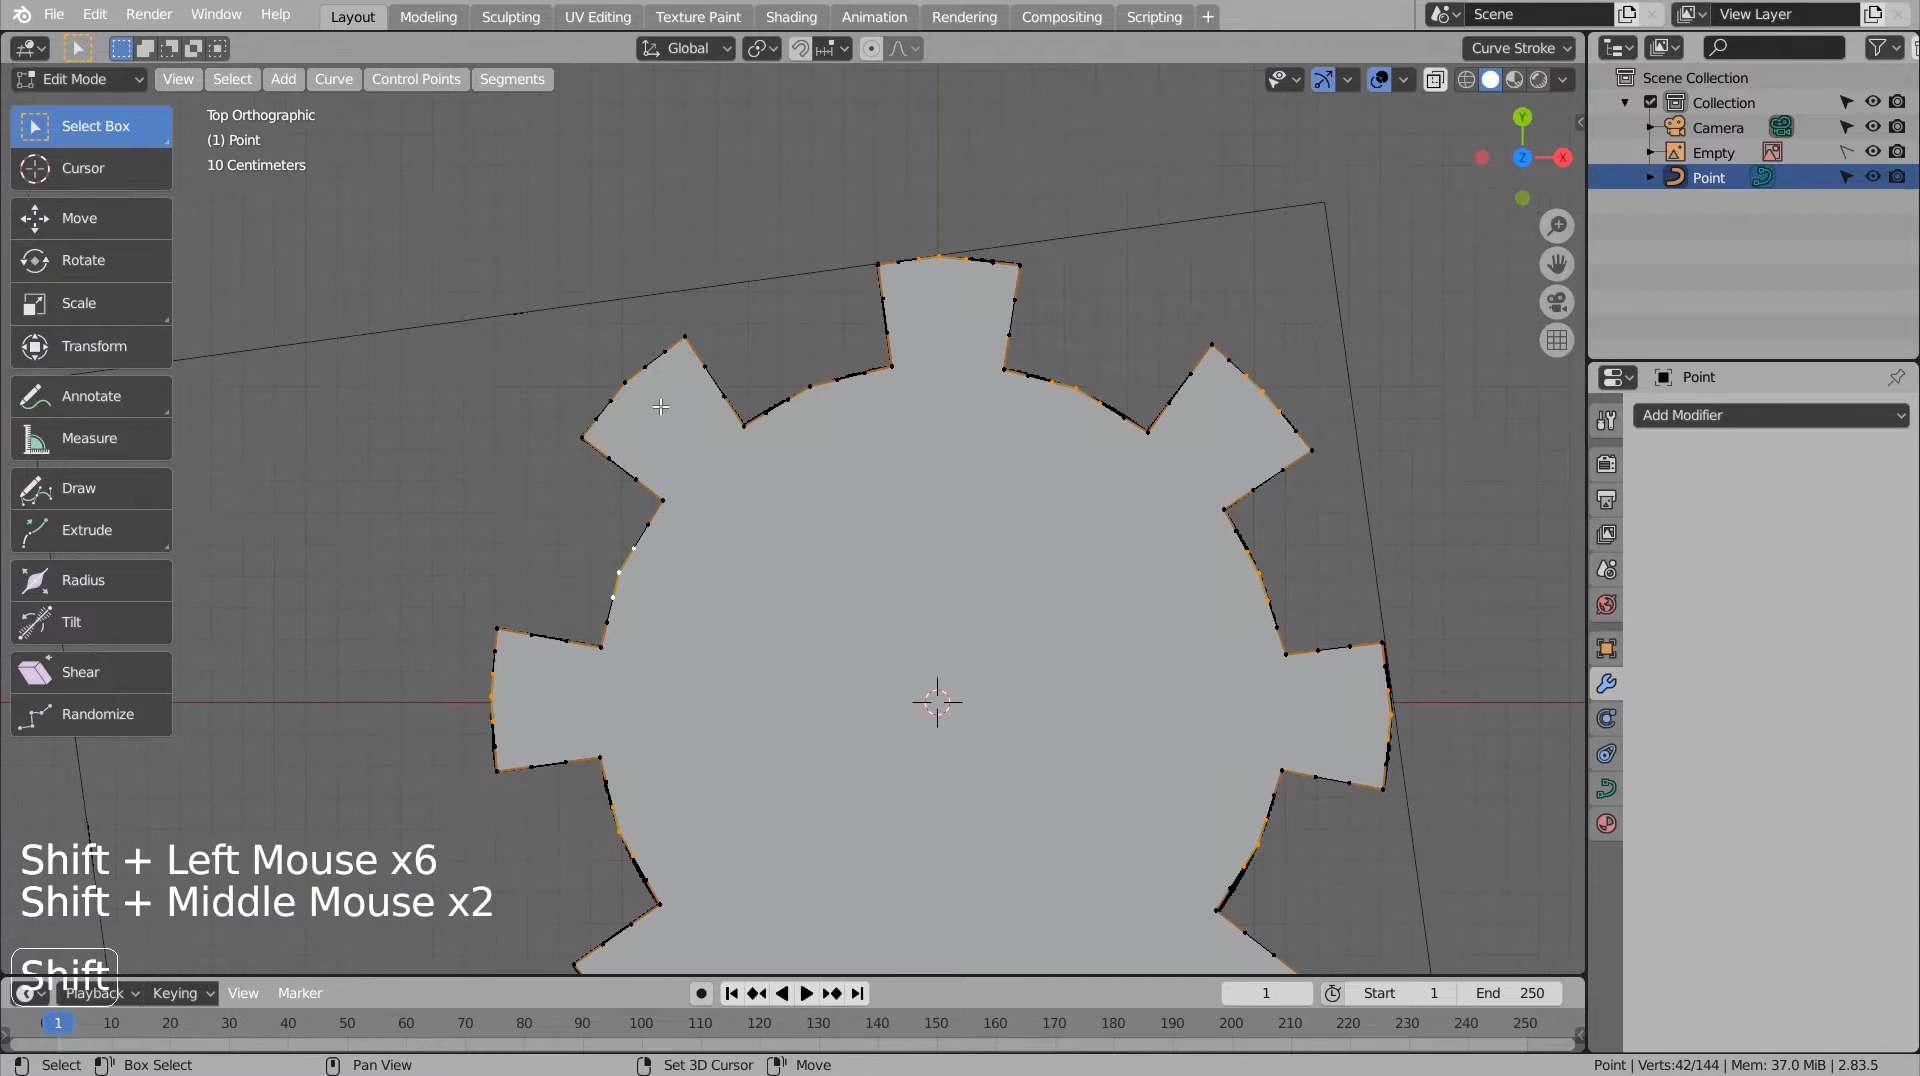 File Edit Render Window Help Layout Modeling Sculpting UV Editing Texture Paint Shading Animation Rendering Compositing Scripting + Scene View Layer
Global Curve Stroke
Edit Mode View Select Add Curve Control Points Segments
Select Box
Cursor
Move
Rotate
Scale
Transform
Annotate
Measure
Draw
Extrude
Radius
Tilt
Shear
Randomize
Top Orthographic
(1) Point
10 Centimeters
Y
Z
X
Shift + Left Mouse x6
Shift + Middle Mouse x2
Shift
Scene Collection
Collection
Camera
Empty
Point
Point
Add Modifier
Playback Keying View Marker 1 Start 1 End 250
0 1 10 20 30 40 50 60 70 80 90 100 110 120 130 140 150 160 170 180 190 200 210 220 230 240 250
Select Box Select Pan View Set 3D Cursor Move Point | Verts:42/144 | Mem: 37.0 MiB | 2.83.5